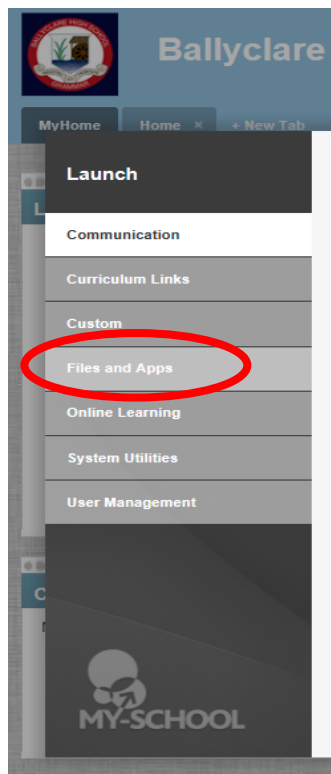 Ballyclare
MyHome Home × + New Tab
Launch
L
Communication
Curriculum Links
Custom
Files and Apps
Online Learning
System Utilities
User Management
C
MY-SCHOOL